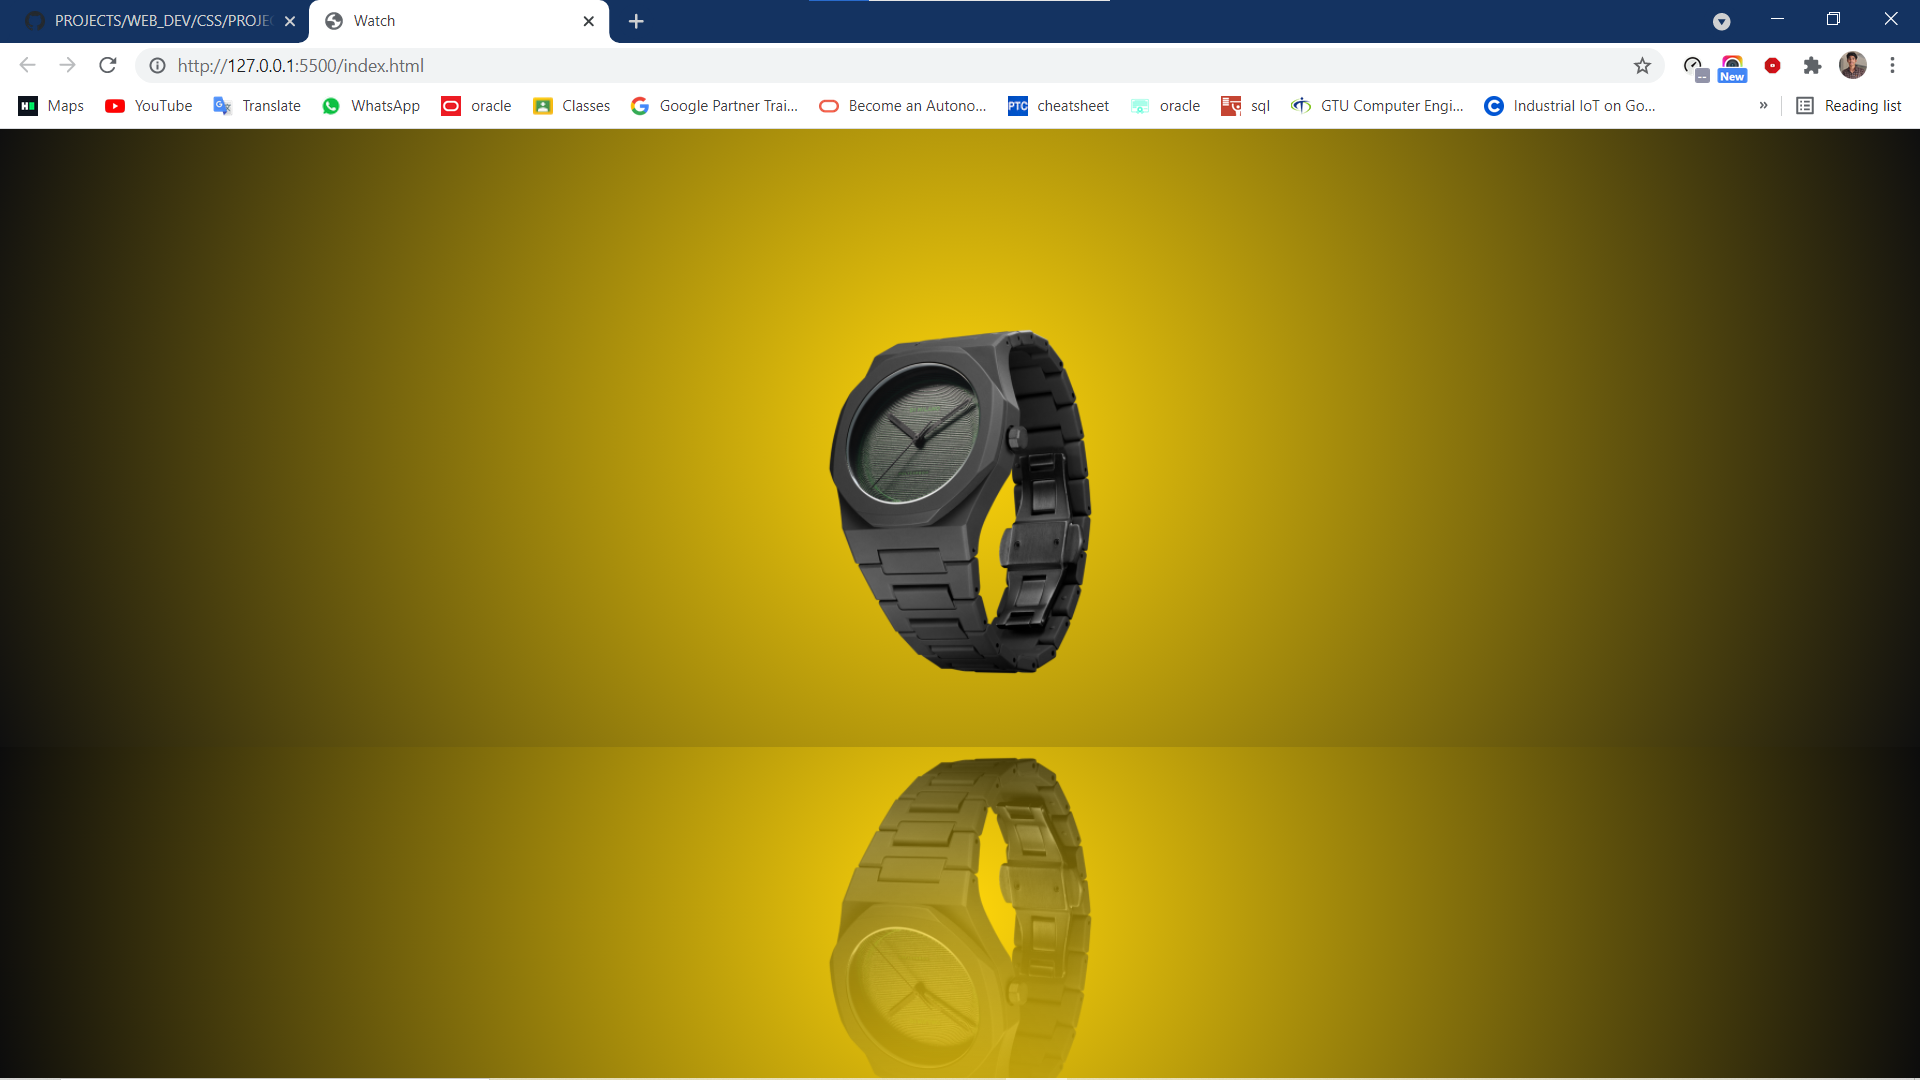 PROJECTS/WEB_DEV/CSS/PROJE
Watch
http://127.0.0.1:5500/index.html
--
New
Maps
YouTube
Translate
WhatsApp
oracle
Classes
Google Partner Trai...
Become an Autono...
PTC
cheatsheet
oracle
sql
GTU Computer Engi...
Industrial IoT on Go...
»
Reading list